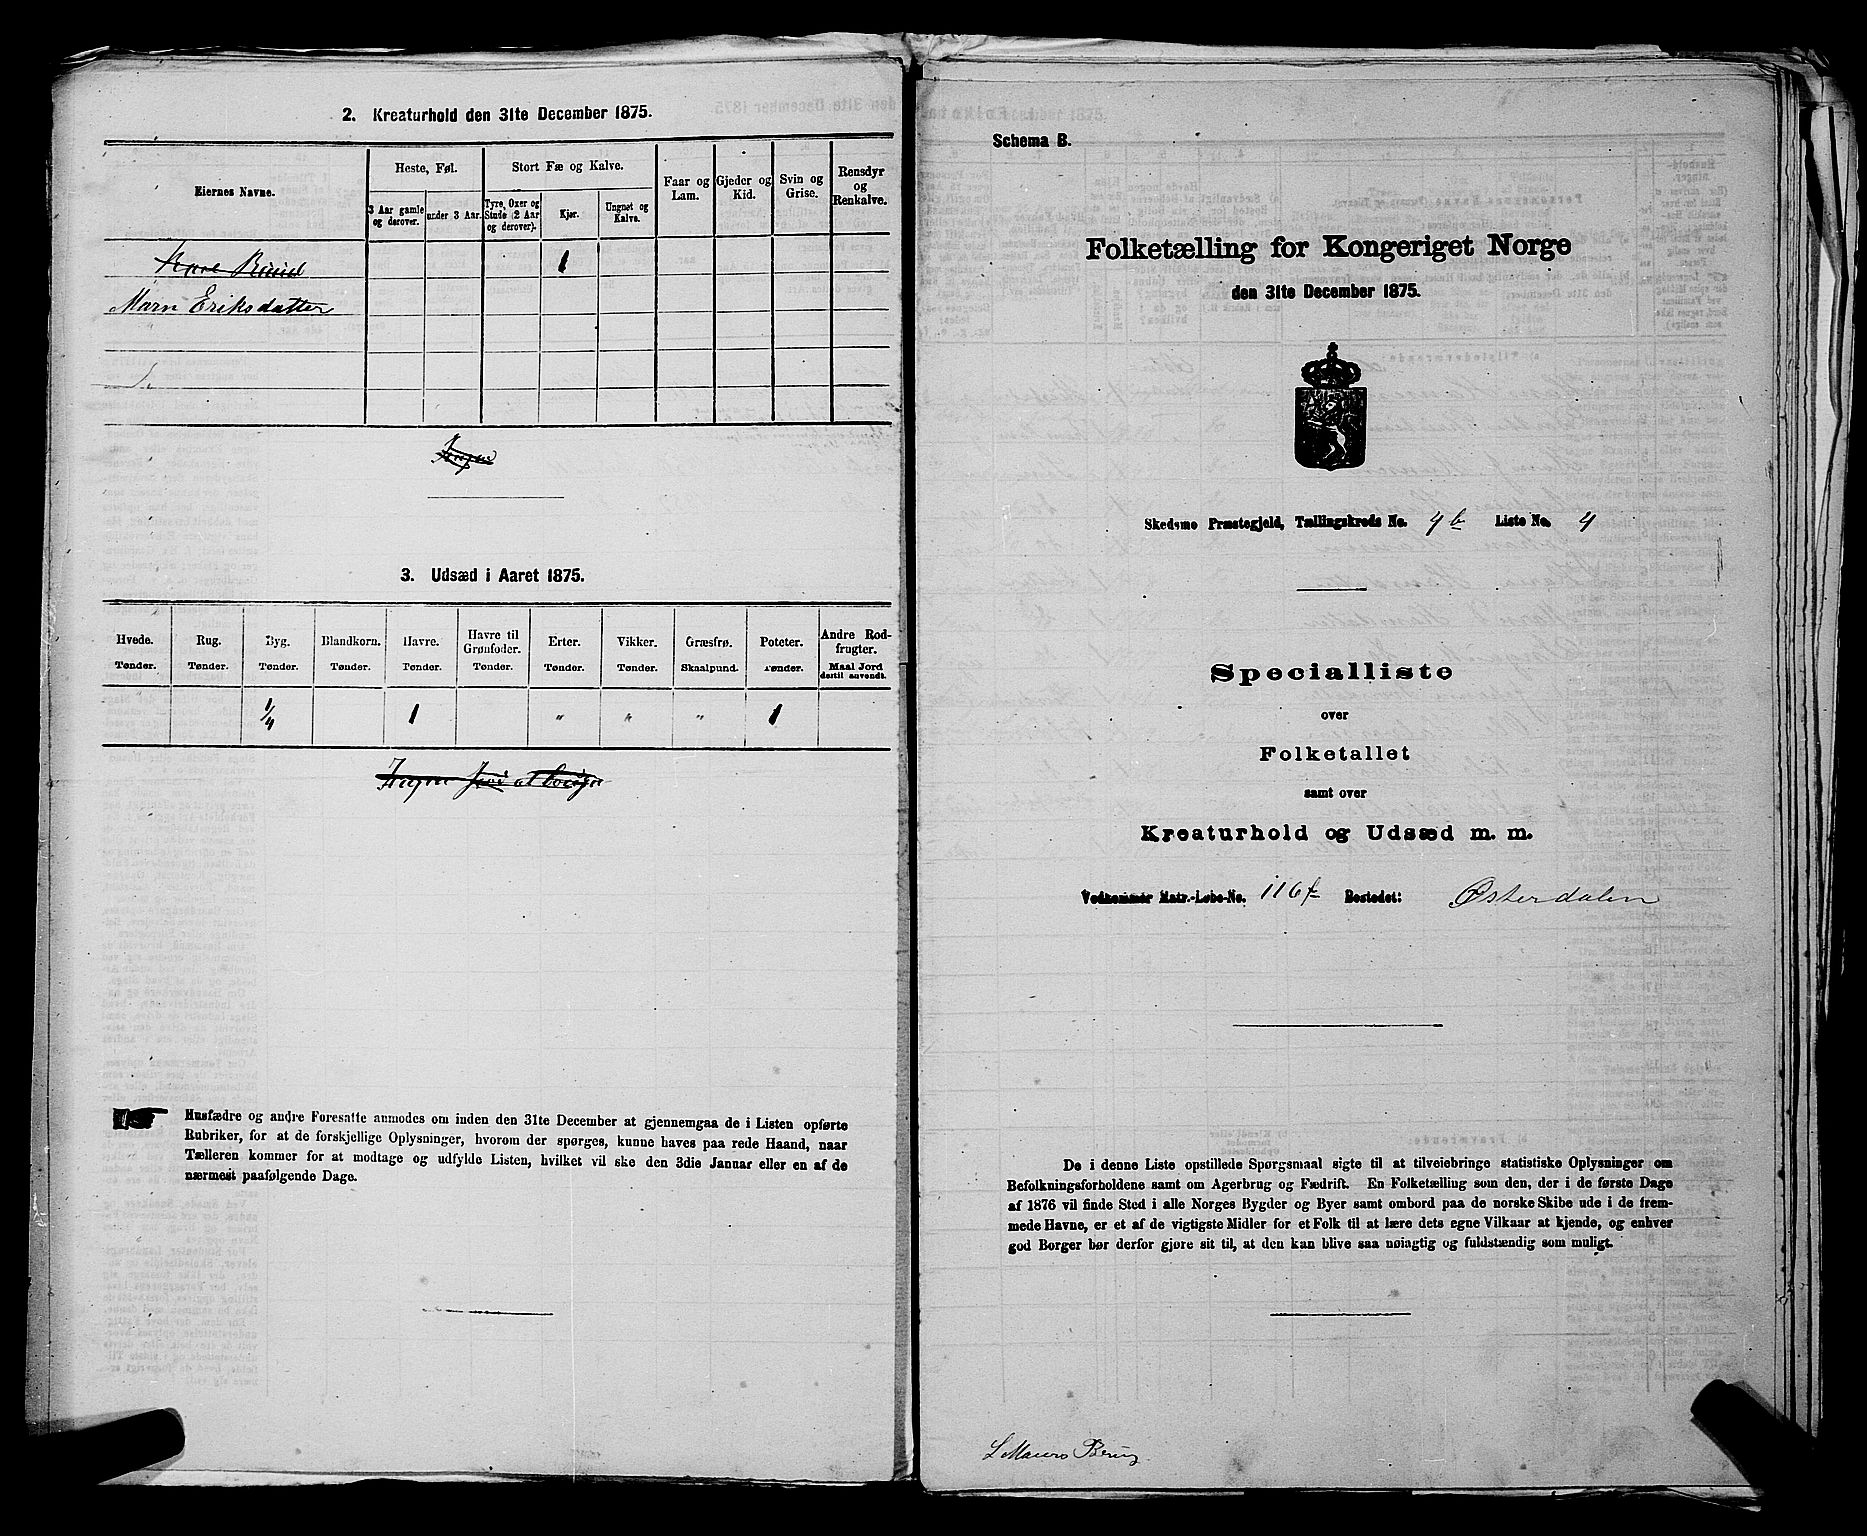 2. Kreaturhold den 31te December 1875.
Eiernes Navne.
Heste, Føl.
3 Aar gamle og derover.
under 3 Aar.
Stort Fæ og Kalve.
Tyre, Oxer og Stude (2 Aar og derover).
Kjør.
Ungnøt og Kalve.
Faar og Lam.
Gjeder og Kid.
Svin og Grise.
Rensdyr og Renkalve.
1
Marn Eriksdatter
Ingen
3. Udsæd i Aaret 1875.
Hvede. Rug. Byg. Blandkorn. Havre. Havre til Grønfoder. Erter. Vikker. Græsfrø. Poteter. Andre Rodfrugter.
Tønder. Tønder. Tønder. Tønder. Tønder. Tønder. Tønder. Tønder. Skaalpund. Tønder. Maal Jord dertil anvendt.
1/4 1 " " " 1
Husfædre og andre Foresatte anmodes om inden den 31te December at gjennemgaa de i Listen opførte
Rubriker, for at de forskjellige Oplysninger, hvorom der spørges, kunne haves paa rede Haand, naar
Tælleren kommer for at modtage og udfylde Listen, hvilket vil ske den 3die Januar eller en af de
nærmest paafølgende Dage.
Schema B.
Folketælling for Kongeriget Norge
den 31te December 1875.
Skedsmo Præstegjeld, Tællingskreds No. 4b Liste No. 4
Specialliste
over
Folketallet
samt over
Kreaturhold og Udsæd m. m.
Vedkommer Matr.-Løbe-No. 116f Bostedet: Østerdalen
De i denne Liste opstillede Spørgsmaal sigte til at tilveiebringe statistiske Oplysninger om
Befolkningsforholdene samt om Agerbrug og Fædrift. En Folketælling som den, der i de første Dage
af 1876 vil finde Sted i alle Norges Bygder og Byer samt ombord paa de norske Skibe ude i de frem-
mede Havne, er et af de vigtigste Midler for et Folk til at lære dets egne Vilkaar at kjende, og enhver
god Borger bør derfor gjøre sit til, at den kan blive saa nøiagtig og fuldstændig som muligt.